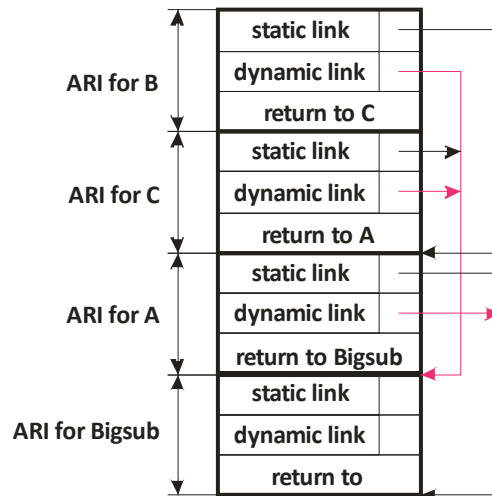 static link
dynamic link
return to C
ARI for B
static link
dynamic link
return to A
ARI for C
static link
dynamic link
return to Bigsub
ARI for A
static link
dynamic link
return to
ARI for Bigsub